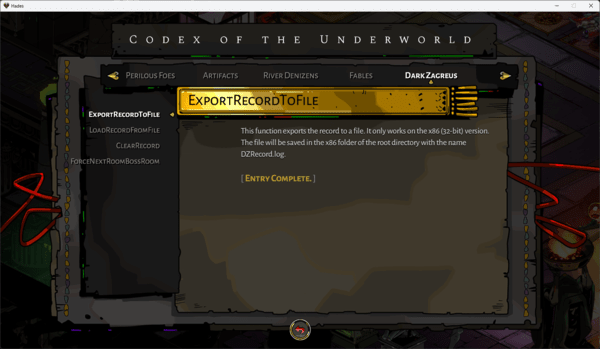 Hades
Codex of the Underworld
Perilous Foes
Artifacts
River Denizens
Fables
Dark Zagreus
ExportRecordToFile
LoadRecordFromFile
ClearRecord
ForceNextRoomBossRoom
ExportRecordToFile
This function exports the record to a file. It only works on the x86 (32-bit) version.
The file will be saved in the x86 folder of the root directory with the name
DZRecord.log.
[ Entry Complete. ]